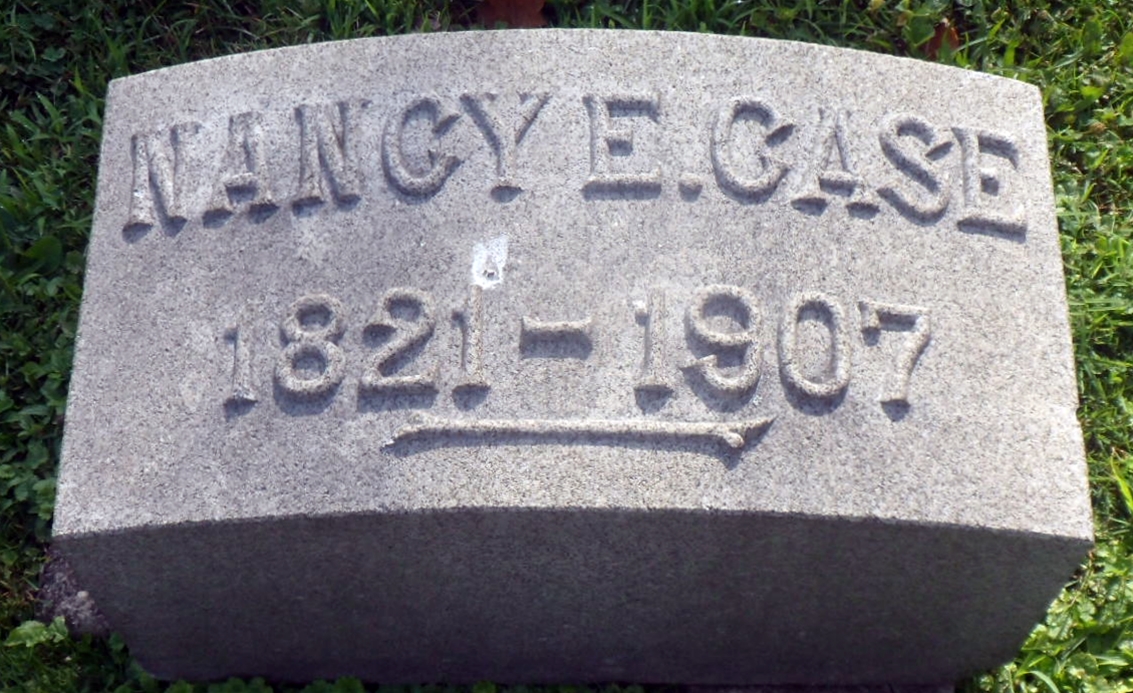 NANCY E. CASE
1821 - 1907